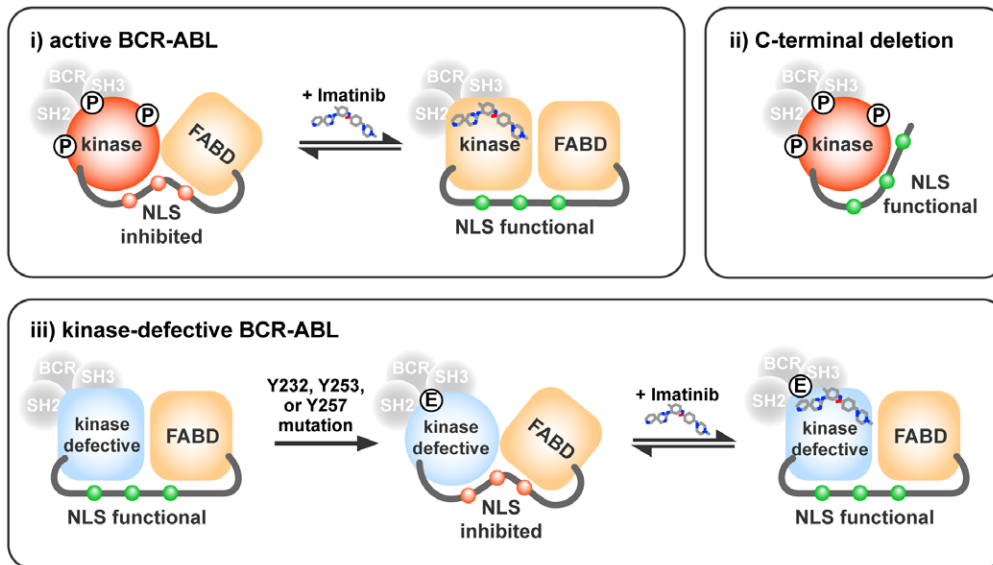 i) active BCR-ABL
BCR
SH3
SH2
P
P
P
kinase
FABD
NLS
inhibited
+ Imatinib
BCR
SH3
SH2
kinase
FABD
NLS functional
ii) C-terminal deletion
BCR
SH3
SH2
P
P
P
kinase
NLS
functional
iii) kinase-defective BCR-ABL
BCR
SH3
SH2
kinase
defective
FABD
NLS functional
Y232, Y253,
or Y257
mutation
BCR
SH3
SH2
E
kinase
defective
FABD
NLS
inhibited
+ Imatinib
BCR
SH3
SH2
E
kinase
defective
FABD
NLS functional